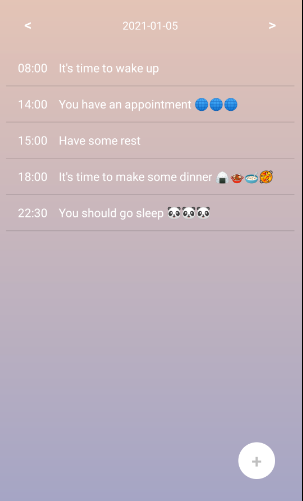 < 2021-01-05 >
08:00 It's time to wake up
14:00 You have an appointment 🌐🌐🌐
15:00 Have some rest
18:00 It's time to make some dinner 🍙🍲🍚🥘
22:30 You should go sleep 🐼🐼🐼
+